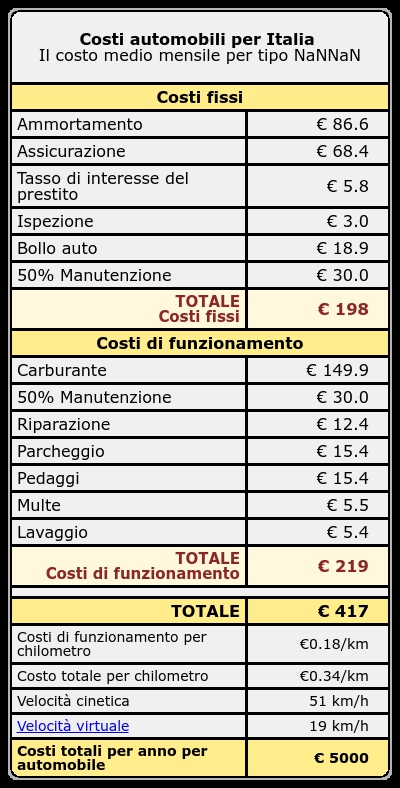 Costi automobili per Italia
Il costo medio mensile per tipo NaNNaN
Costi fissi
Ammortamento € 86.6
Assicurazione € 68.4
Tasso di interesse del
prestito € 5.8
Ispezione € 3.0
Bollo auto € 18.9
50% Manutenzione € 30.0
TOTALE
Costi fissi € 198
Costi di funzionamento
Carburante € 149.9
50% Manutenzione € 30.0
Riparazione € 12.4
Parcheggio € 15.4
Pedaggi € 15.4
Multe € 5.5
Lavaggio € 5.4
TOTALE
Costi di funzionamento € 219
TOTALE € 417
Costi di funzionamento per
chilometro €0.18/km
Costo totale per chilometro €0.34/km
Velocità cinetica 51 km/h
Velocità virtuale 19 km/h
Costi totali per anno per
automobile € 5000